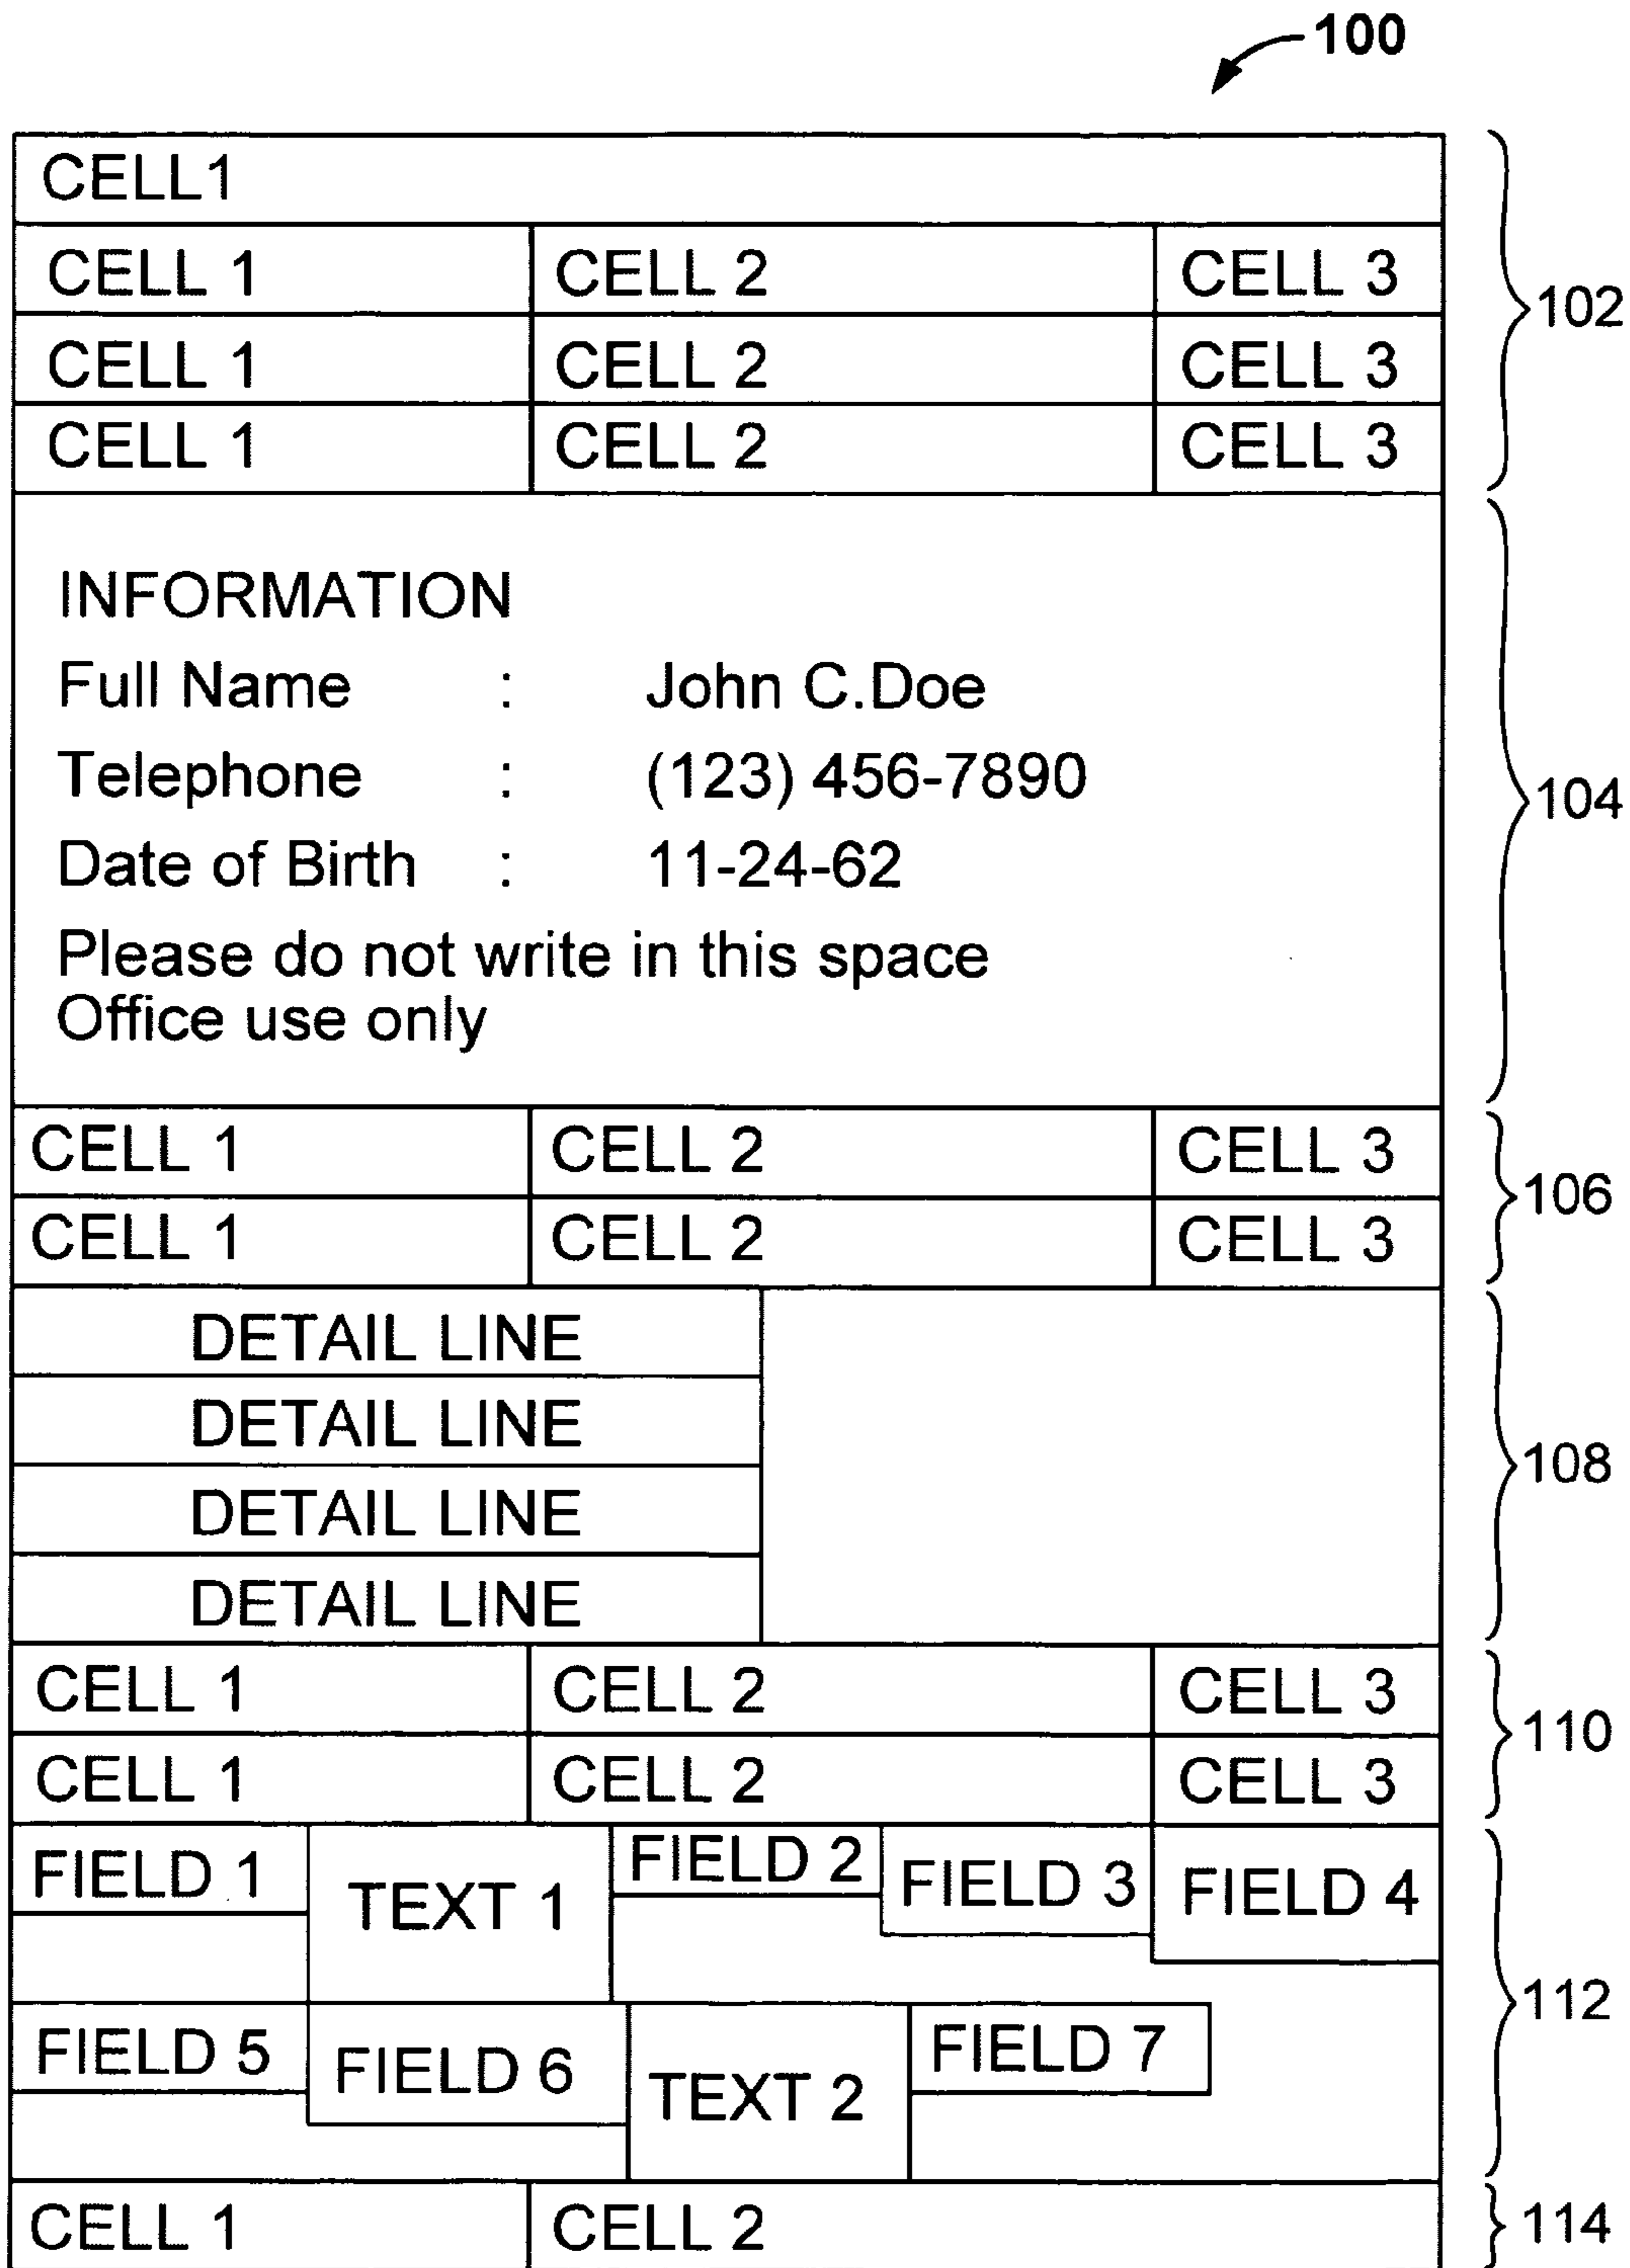 100
CELL1
CELL 1 CELL 2 CELL 3
CELL 1 CELL 2 CELL 3
102
CELL 1 CELL 2 CELL 3
INFORMATION
Full Name : John C.Doe
Telephone : (123) 456-7890
104
Date of Birth : 11-24-62
Please do not write in this space
Office use only
CELL 1 CELL 2 CELL 3
106
CELL 1 CELL 2 CELL 3
DETAIL LINE
DETAIL LINE
108
DETAIL LINE
DETAIL LINE
CELL 1 CELL 2 CELL 3
110
CELL 1 CELL 2 CELL 3
FIELD 1 TEXT 1 FIELD 2 FIELD 3 FIELD 4
112
FIELD 5 FIELD 6 TEXT 2 FIELD 7
CELL 1 CELL 2
114